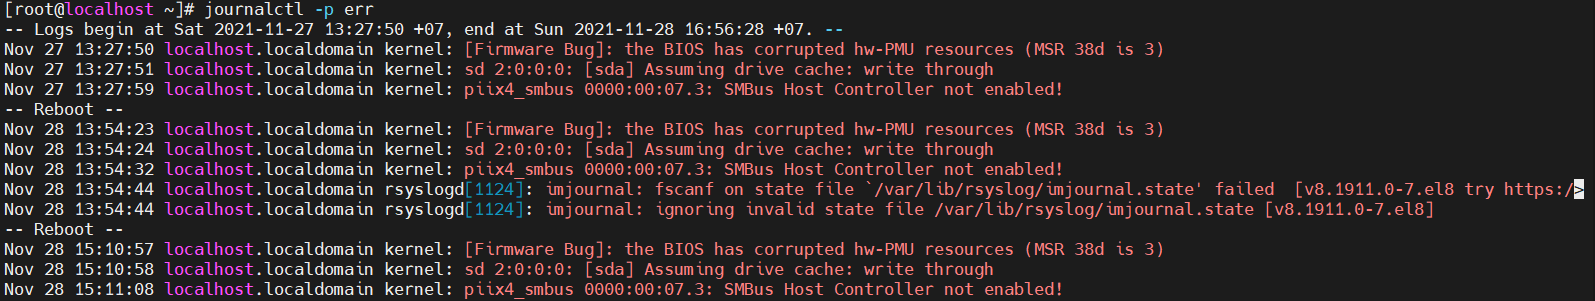 [root@localhost ~]# journalctl -p err
-- Logs begin at Sat 2021-11-27 13:27:50 +07, end at Sun 2021-11-28 16:56:28 +07. --
Nov 27 13:27:50 localhost.localdomain kernel: [Firmware Bug]: the BIOS has corrupted hw-PMU resources (MSR 38d is 3)
Nov 27 13:27:51 localhost.localdomain kernel: sd 2:0:0:0: [sda] Assuming drive cache: write through
Nov 27 13:27:59 localhost.localdomain kernel: piix4_smbus 0000:00:07.3: SMBus Host Controller not enabled!
-- Reboot --
Nov 28 13:54:23 localhost.localdomain kernel: [Firmware Bug]: the BIOS has corrupted hw-PMU resources (MSR 38d is 3)
Nov 28 13:54:24 localhost.localdomain kernel: sd 2:0:0:0: [sda] Assuming drive cache: write through
Nov 28 13:54:32 localhost.localdomain kernel: piix4_smbus 0000:00:07.3: SMBus Host Controller not enabled!
Nov 28 13:54:44 localhost.localdomain rsyslogd[1124]: imjournal: fscanf on state file `/var/lib/rsyslog/imjournal.state' failed  [v8.1911.0-7.el8 try https:/>
Nov 28 13:54:44 localhost.localdomain rsyslogd[1124]: imjournal: ignoring invalid state file /var/lib/rsyslog/imjournal.state [v8.1911.0-7.el8]
-- Reboot --
Nov 28 15:10:57 localhost.localdomain kernel: [Firmware Bug]: the BIOS has corrupted hw-PMU resources (MSR 38d is 3)
Nov 28 15:10:58 localhost.localdomain kernel: sd 2:0:0:0: [sda] Assuming drive cache: write through
Nov 28 15:11:08 localhost.localdomain kernel: piix4_smbus 0000:00:07.3: SMBus Host Controller not enabled!